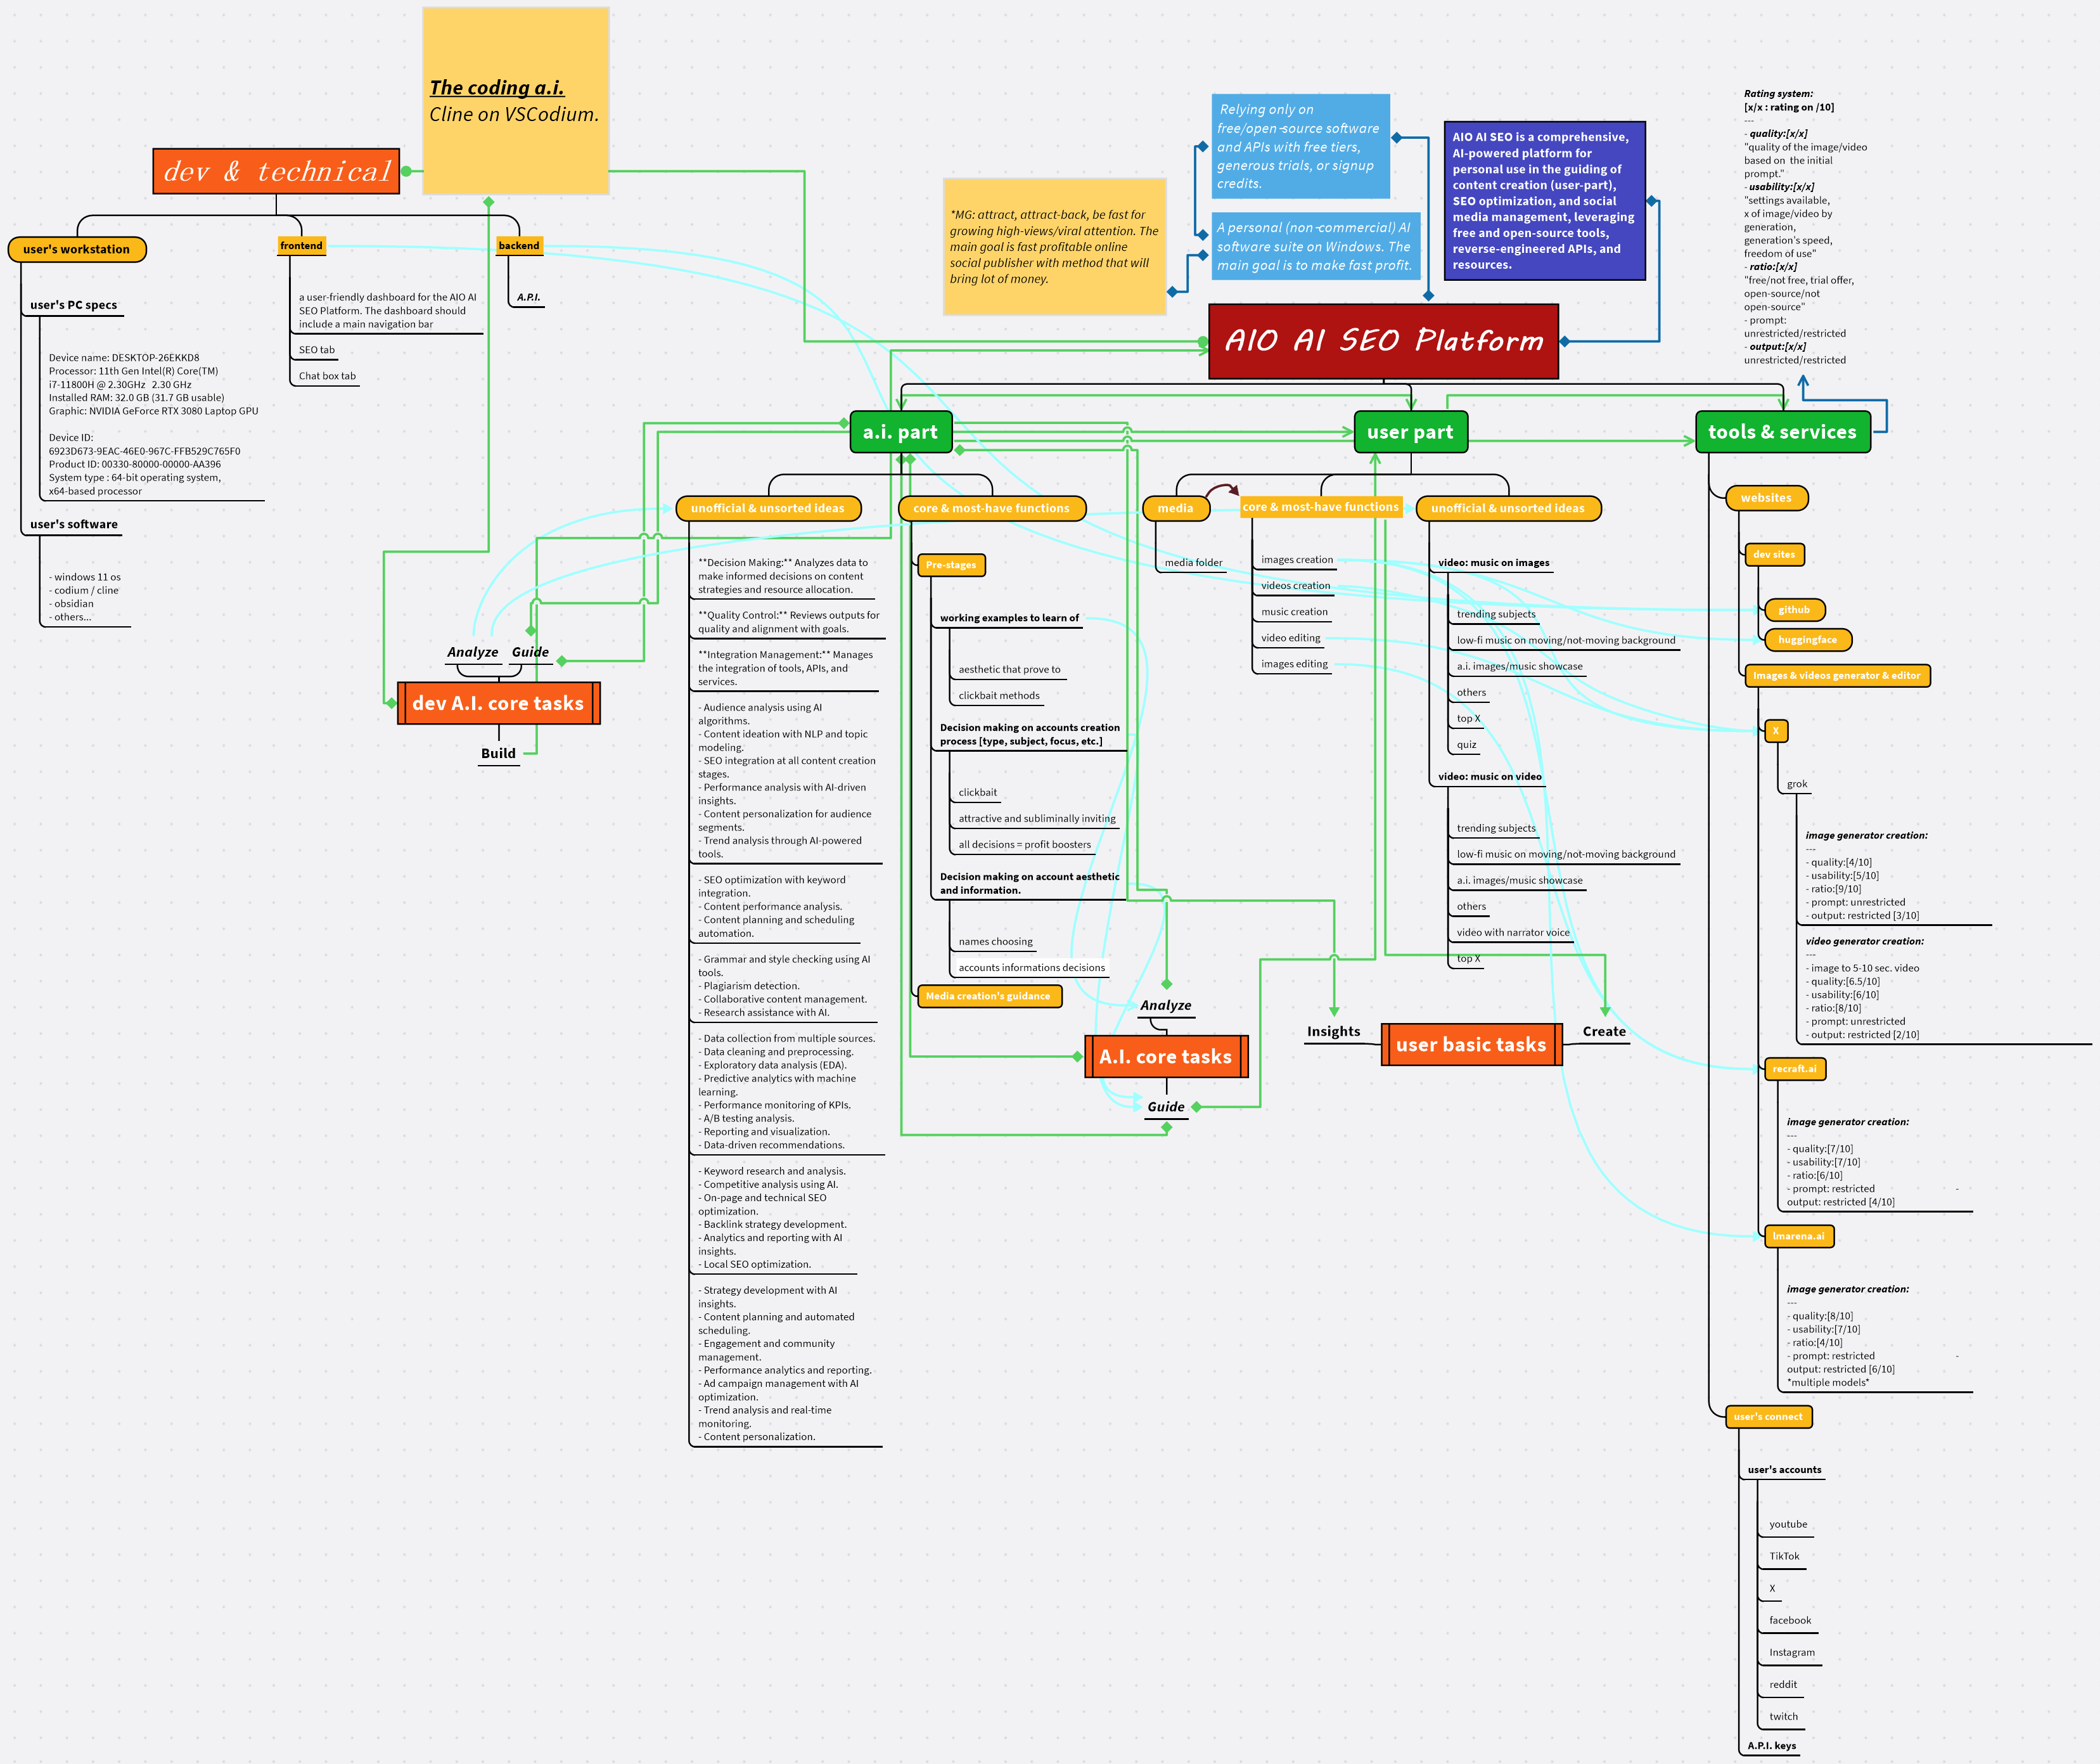 The coding a.i.
Cline on VSCodium.
dev & technical
user's workstation
user's PC specs
Device name: DESKTOP-26EKKD8
Processor: 11th Gen Intel(R) Core(TM)
i7-11800H @ 2.30GHz   2.30 GHz
Installed RAM: 32.0 GB (31.7 GB usable)
Graphic: NVIDIA GeForce RTX 3080 Laptop GPU
Device ID:
6923D673-9EAC-46E0-967C-FFB529C765F0
Product ID: 00330-80000-00000-AA396
System type : 64-bit operating system,
x64-based processor
user's software
- windows 11 os
- codium / cline
- obsidian
- others...
frontend
a user-friendly dashboard for the AIO AI
SEO Platform. The dashboard should
include a main navigation bar
SEO tab
Chat box tab
backend
A.P.I.
Analyze
Guide
dev A.I. core tasks
Build
*MG: attract, attract-back, be fast for
growing high-views/viral attention. The
main goal is fast profitable online
social publisher with method that will
bring lot of money.
Relying only on
free/open-source software
and APIs with free tiers,
generous trials, or signup
credits.
A personal (non-commercial) AI
software suite on Windows. The
main goal is to make fast profit.
AIO AI SEO is a comprehensive,
AI-powered platform for
personal use in the guiding of
content creation (user-part),
SEO optimization, and social
media management, leveraging
free and open-source tools,
reverse-engineered APIs, and
resources.
AIO AI SEO Platform
a.i. part
unofficial & unsorted ideas
**Decision Making:** Analyzes data to
make informed decisions on content
strategies and resource allocation.
**Quality Control:** Reviews outputs for
quality and alignment with goals.
**Integration Management:** Manages
the integration of tools, APIs, and
services.
- Audience analysis using AI
algorithms.
- Content ideation with NLP and topic
modeling.
- SEO integration at all content creation
stages.
- Performance analysis with AI-driven
insights.
- Content personalization for audience
segments.
- Trend analysis through AI-powered
tools.
- SEO optimization with keyword
integration.
- Content performance analysis.
- Content planning and scheduling
automation.
- Grammar and style checking using AI
tools.
- Plagiarism detection.
- Collaborative content management.
- Research assistance with AI.
- Data collection from multiple sources.
- Data cleaning and preprocessing.
- Exploratory data analysis (EDA).
- Predictive analytics with machine
learning.
- Performance monitoring of KPIs.
- A/B testing analysis.
- Reporting and visualization.
- Data-driven recommendations.
- Keyword research and analysis.
- Competitive analysis using AI.
- On-page and technical SEO
optimization.
- Backlink strategy development.
- Analytics and reporting with AI
insights.
- Local SEO optimization.
- Strategy development with AI
insights.
- Content planning and automated
scheduling.
- Engagement and community
management.
- Performance analytics and reporting.
- Ad campaign management with AI
optimization.
- Trend analysis and real-time
monitoring.
- Content personalization.
core & most-have functions
Pre-stages
working examples to learn of
aesthetic that prove to
clickbait methods
Decision making on accounts creation
process [type, subject, focus, etc.]
clickbait
attractive and subliminally inviting
all decisions = profit boosters
Decision making on account aesthetic
and information.
names choosing
accounts informations decisions
Media creation's guidance
Analyze
A.I. core tasks
Guide
user part
media
media folder
core & most-have functions
images creation
videos creation
music creation
video editing
images editing
unofficial & unsorted ideas
video: music on images
trending subjects
low-fi music on moving/not-moving background
a.i. images/music showcase
others
top X
quiz
video: music on video
trending subjects
low-fi music on moving/not-moving background
a.i. images/music showcase
others
video with narrator voice
top X
Insights
user basic tasks
Create
Rating system:
[x/x : rating on /10]
---
- quality:[x/x]
"quality of the image/video
based on  the initial
prompt."
- usability:[x/x]
"settings available,
x of image/video by
generation,
generation's speed,
freedom of use"
- ratio:[x/x]
"free/not free, trial offer,
open-source/not
open-source"
- prompt:
unrestricted/restricted
- output:[x/x]
unrestricted/restricted
tools & services
websites
dev sites
github
huggingface
Images & videos generator & editor
X
grok
image generator creation:
---
- quality:[4/10]
- usability:[5/10]
- ratio:[9/10]
- prompt: unrestricted
- output: restricted [3/10]
video generator creation:
---
- image to 5-10 sec. video
- quality:[6.5/10]
- usability:[6/10]
- ratio:[8/10]
- prompt: unrestricted
- output: restricted [2/10]
recraft.ai
image generator creation:
---
- quality:[7/10]
- usability:[7/10]
- ratio:[6/10]
- prompt: restricted -
output: restricted [4/10]
lmarena.ai
image generator creation:
---
- quality:[8/10]
- usability:[7/10]
- ratio:[4/10]
- prompt: restricted -
output: restricted [6/10]
*multiple models*
user's connect
user's accounts
youtube
TikTok
X
facebook
Instagram
reddit
twitch
A.P.I. keys